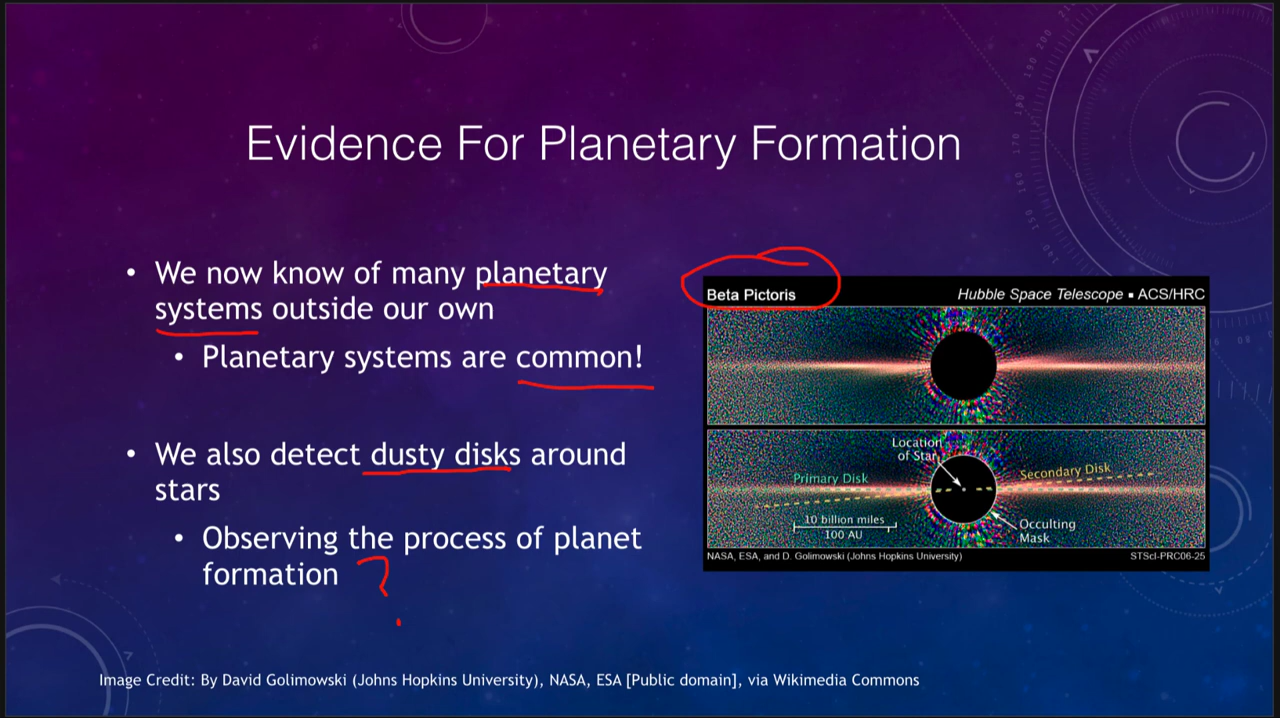 Evidence For Planetary Formation
• We now know of many planetary
systems outside our own
• Planetary systems are common!
• We also detect dusty disks around
stars
• Observing the process of planet
formation ?
Beta Pictoris
Hubble Space Telescope ▪ ACS/HRC
Location
of Star
Primary Disk
Secondary Disk
10 billion miles
100 AU
Occulting
Mask
NASA, ESA, and D. Golimowski (Johns Hopkins University)
STScI-PRC06-25
Image Credit: By David Golimowski (Johns Hopkins University), NASA, ESA [Public domain], via Wikimedia Commons